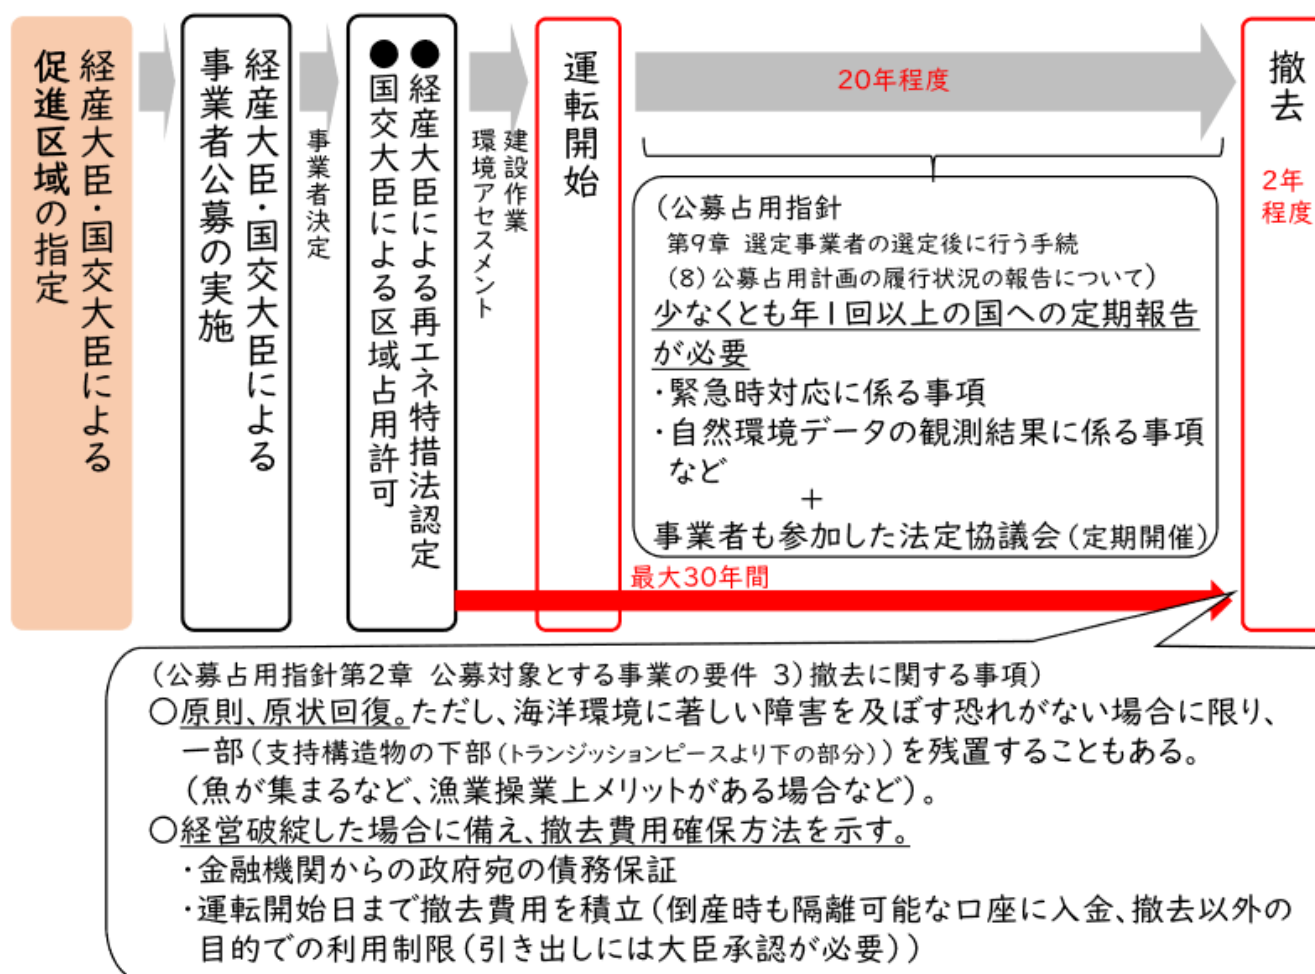 経産大臣・国交大臣による
促進区域の指定
経産大臣・国交大臣による
事業者公募の実施
事業者決定
●経産大臣による再エネ特措法認定
●国交大臣による区域占用許可
建設作業
環境アセスメント
運転開始
20年程度
撤去
2年
程度
(公募占用指針
第9章 選定事業者の選定後に行う手続
(8)公募占用計画の履行状況の報告について)
少なくとも年1回以上の国への定期報告
が必要
・緊急時対応に係る事項
・自然環境データの観測結果に係る事項
など
+
事業者も参加した法定協議会(定期開催)
最大30年間
(公募占用指針第2章 公募対象とする事業の要件 3)撤去に関する事項)
○原則、原状回復。ただし、海洋環境に著しい障害を及ぼす恐れがない場合に限り、
一部(支持構造物の下部(トランジッションピースより下の部分))を残置することもある。
(魚が集まるなど、漁業操業上メリットがある場合など)。
○経営破綻した場合に備え、撤去費用確保方法を示す。
・金融機関からの政府宛の債務保証
・運転開始日まで撤去費用を積立(倒産時も隔離可能な口座に入金、撤去以外の
目的での利用制限(引き出しには大臣承認が必要))